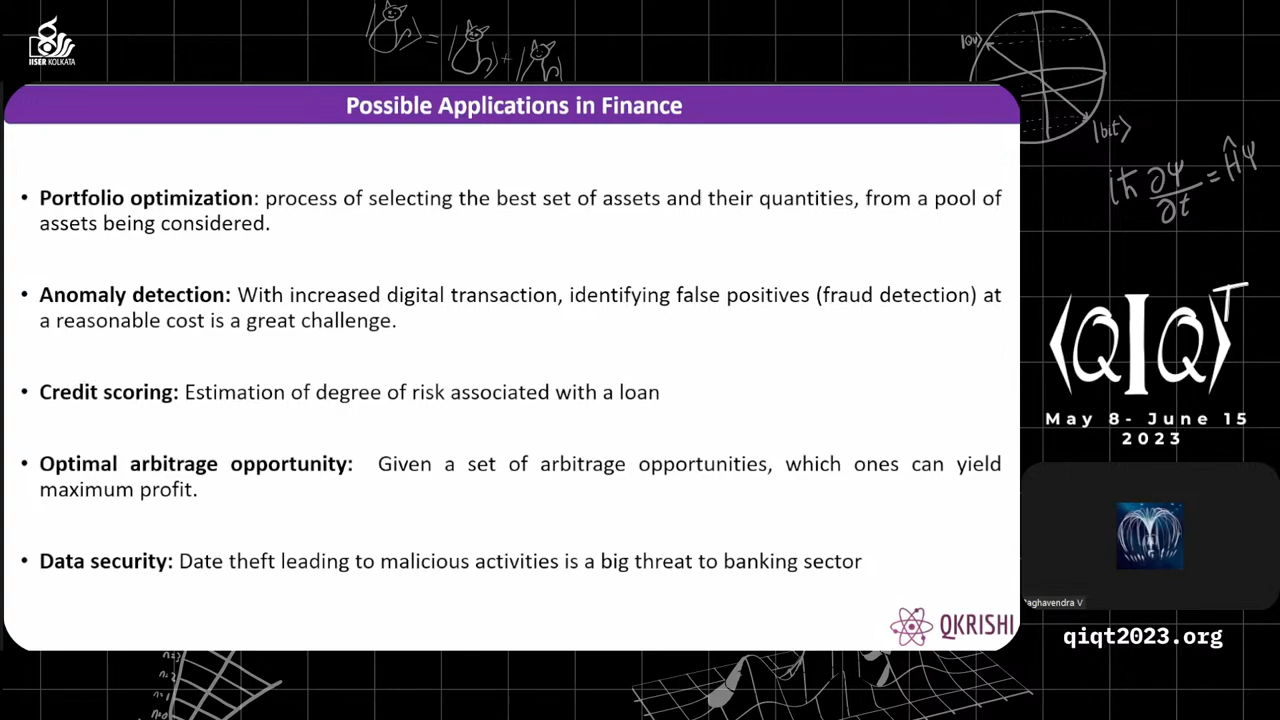 IISER KOLKATA
Possible Applications in Finance
• Portfolio optimization: process of selecting the best set of assets and their quantities, from a pool of
assets being considered.
• Anomaly detection: With increased digital transaction, identifying false positives (fraud detection) at
a reasonable cost is a great challenge.
• Credit scoring: Estimation of degree of risk associated with a loan
• Optimal arbitrage opportunity: Given a set of arbitrage opportunities, which ones can yield
maximum profit.
• Data security: Date theft leading to malicious activities is a big threat to banking sector
QKRISHI
|bit⟩
iħ ∂ψ/∂t = Ĥψ
⟨QIQ⟩T
May 8- June 15
2023
aghavendra V
qiqt2023.org
n=2
n=1
n=0